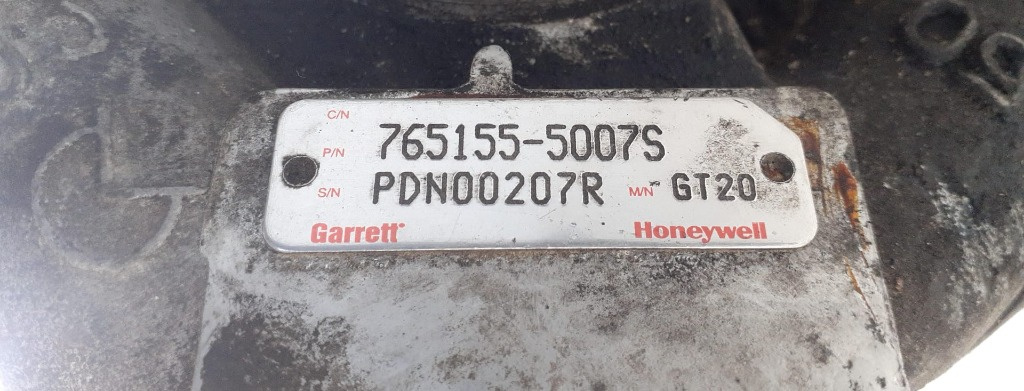 C/N
P/N 765155-5007S
S/N PDN00207R M/N GT20
Garrett Honeywell